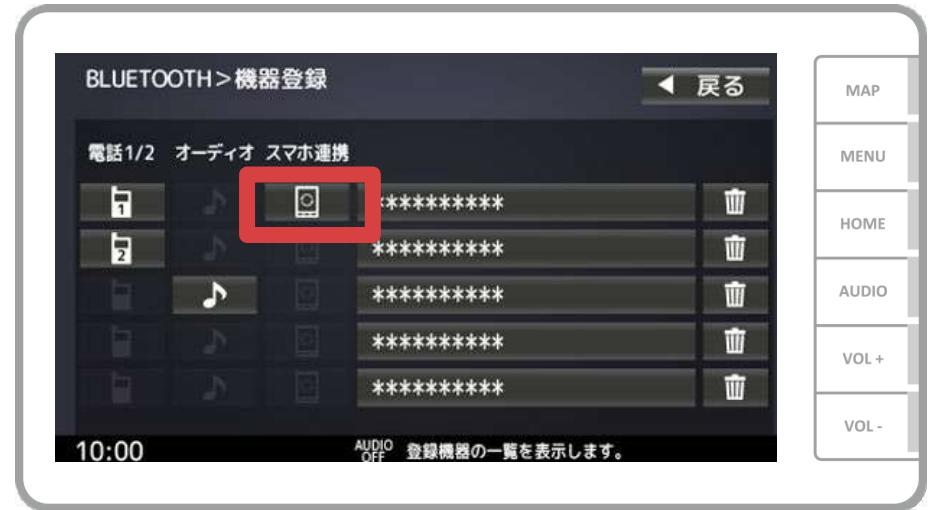 BLUETOOTH>機器登録
◀ 戻る
電話1/2 オーディオ スマホ連携
1
**********
2
**********
**********
**********
**********
10:00
AUDIO OFF
登録機器の一覧を表示します。
MAP
MENU
HOME
AUDIO
VOL +
VOL -